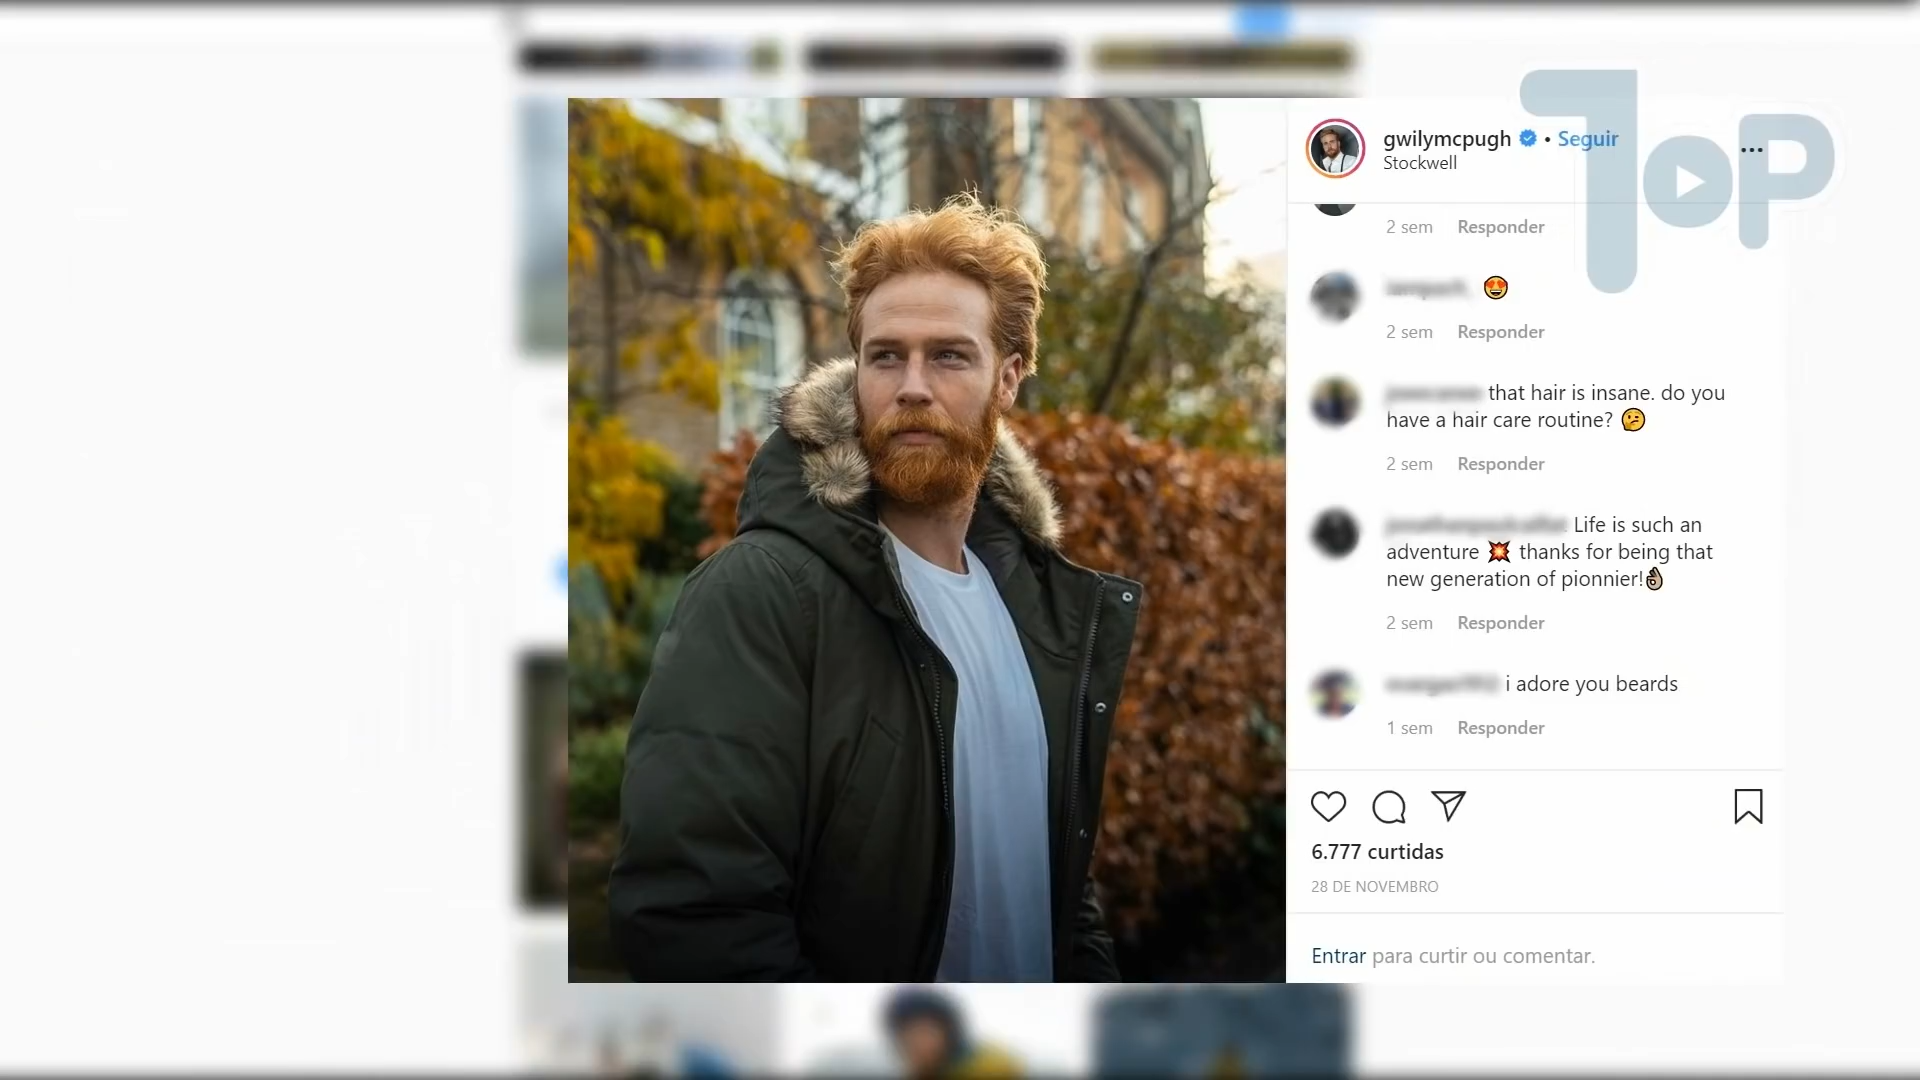 TOP
gwilymcpugh • Seguir
Stockwell
2 sem Responder
2 sem Responder
that hair is insane. do you
have a hair care routine?
2 sem Responder
Life is such an
adventure 💥 thanks for being that
new generation of pionnier!👌🏽
2 sem Responder
i adore you beards
1 sem Responder
6.777 curtidas
28 DE NOVEMBRO
Entrar para curtir ou comentar.